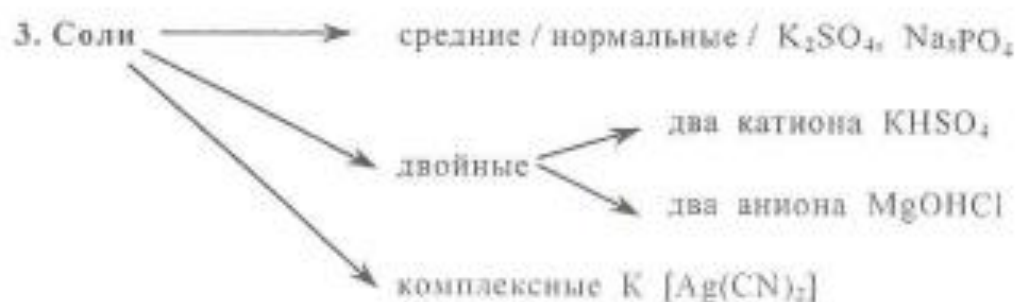 3. Соли средние / нормальные / K₂SO₄, Na₃PO₄
два катиона KHSO₄
двойные
два аниона MgOHCl
комплексные K [Ag(CN)₂]